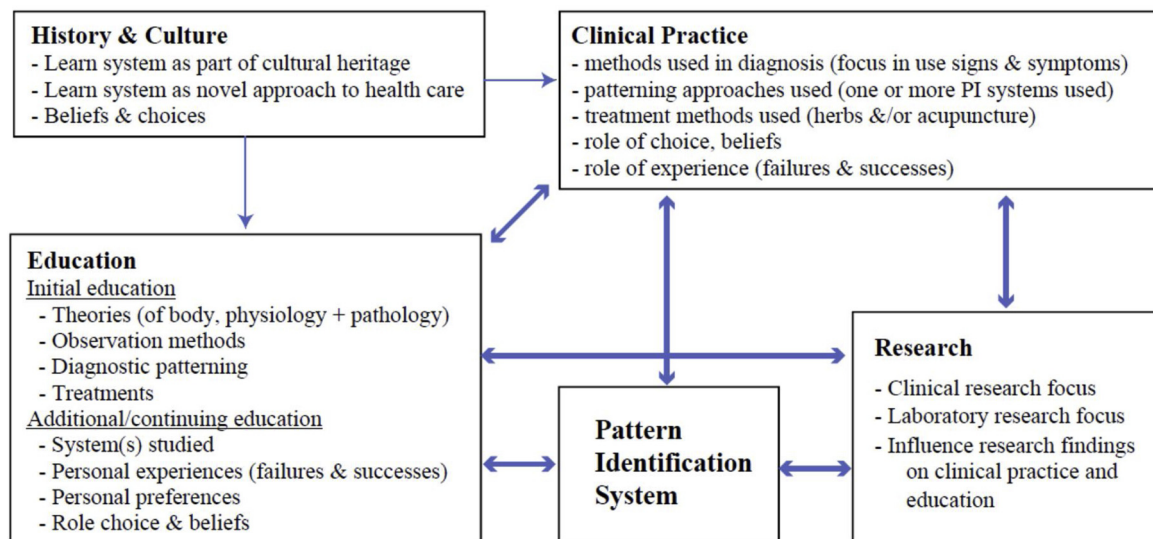 History & Culture
- Learn system as part of cultural heritage
- Learn system as novel approach to health care
- Beliefs & choices
Clinical Practice
- methods used in diagnosis (focus in use signs & symptoms)
- patterning approaches used (one or more PI systems used)
- treatment methods used (herbs &/or acupuncture)
- role of choice, beliefs
- role of experience (failures & successes)
Education
Initial education
- Theories (of body, physiology + pathology)
- Observation methods
- Diagnostic patterning
- Treatments
Additional/continuing education
- System(s) studied
- Personal experiences (failures & successes)
- Personal preferences
- Role choice & beliefs
Pattern
Identification
System
Research
- Clinical research focus
- Laboratory research focus
- Influence research findings
on clinical practice and
education